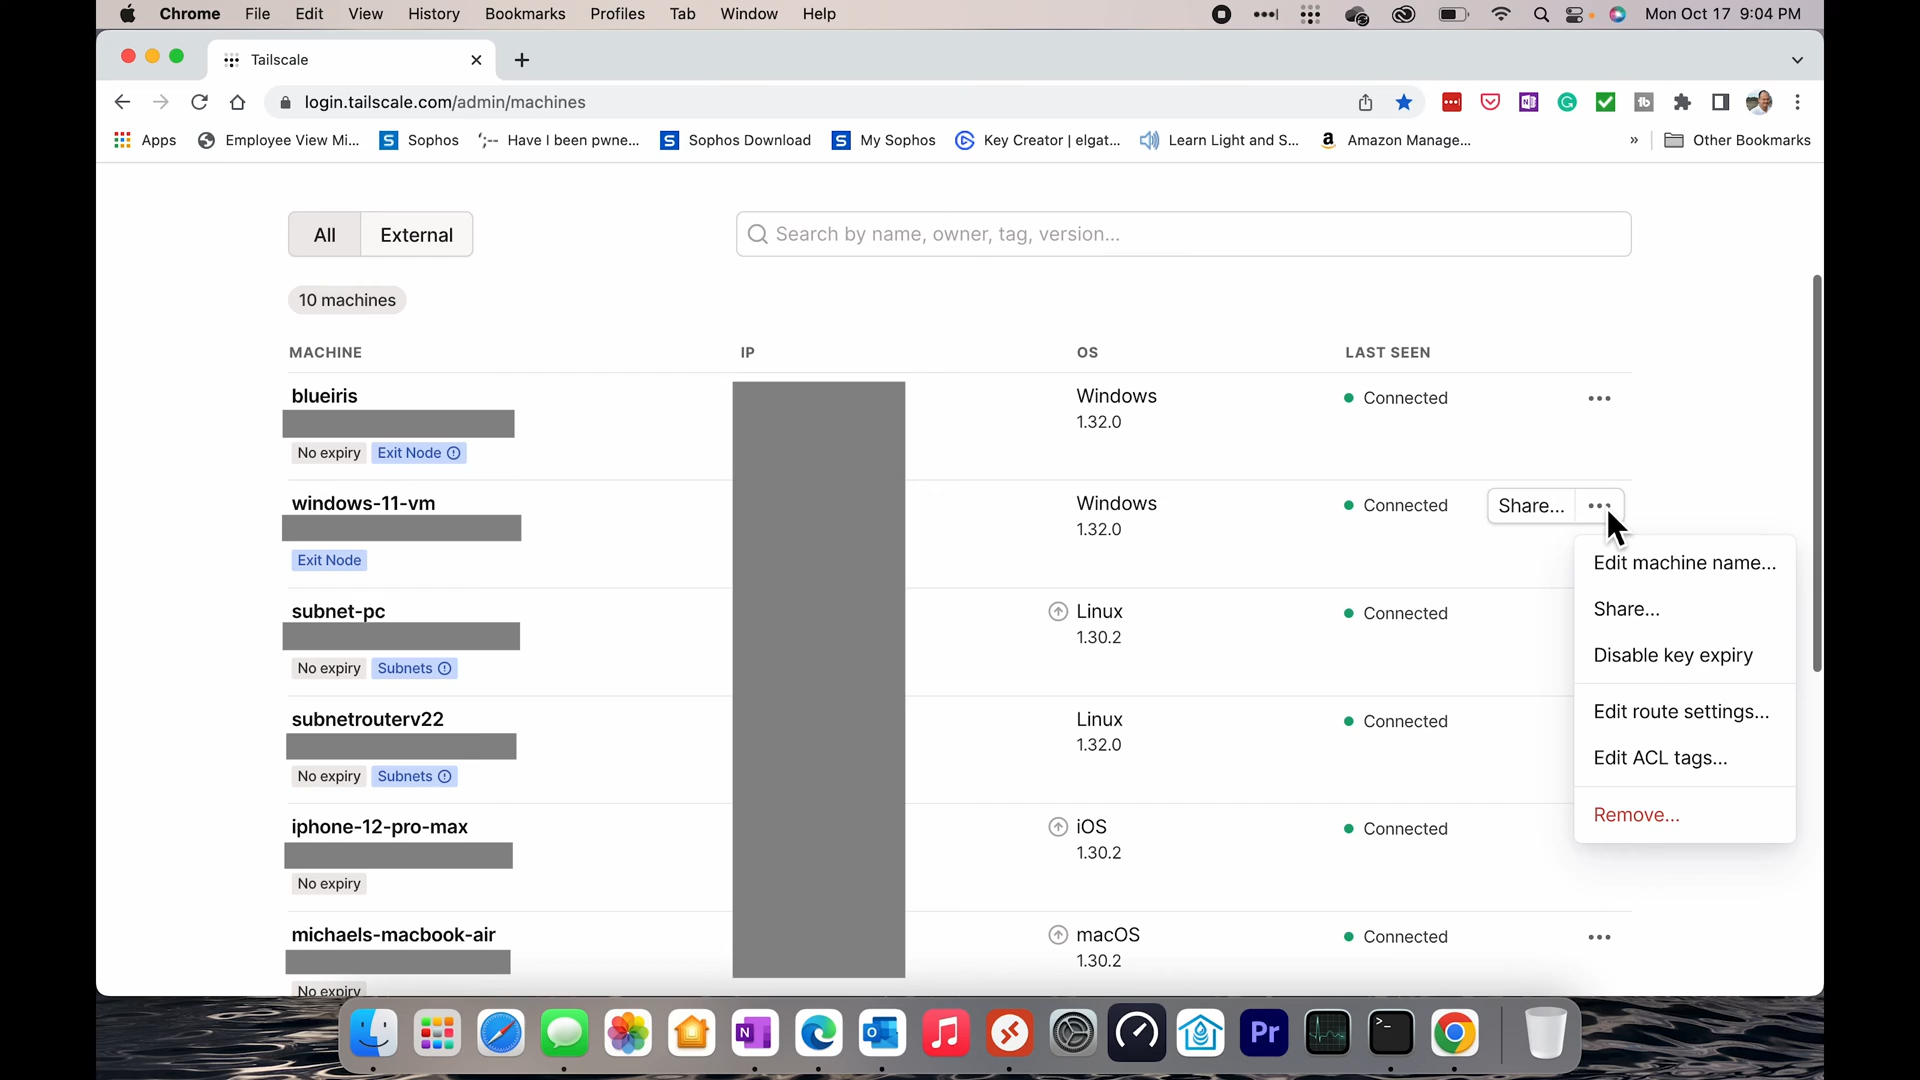 Chrome File Edit View History Bookmarks Profiles Tab Window Help Mon Oct 17 9:04 PM
Tailscale
login.tailscale.com/admin/machines
Apps Employee View Mi... Sophos Have I been pwne... Sophos Download My Sophos Key Creator | elgat... Learn Light and S... Amazon Manage... » Other Bookmarks
All External Search by name, owner, tag, version...
10 machines
MACHINE IP OS LAST SEEN
blueiris Windows Connected
1.32.0
No expiry Exit Node
windows-11-vm Windows Connected Share...
1.32.0
Exit Node
Edit machine name...
Share...
Disable key expiry
Edit route settings...
Edit ACL tags...
Remove...
subnet-pc Linux Connected
1.30.2
No expiry Subnets
subnetrouterv22 Linux Connected
1.32.0
No expiry Subnets
iphone-12-pro-max iOS Connected
1.30.2
No expiry
michaels-macbook-air macOS Connected
1.30.2
No expiry
N Pr